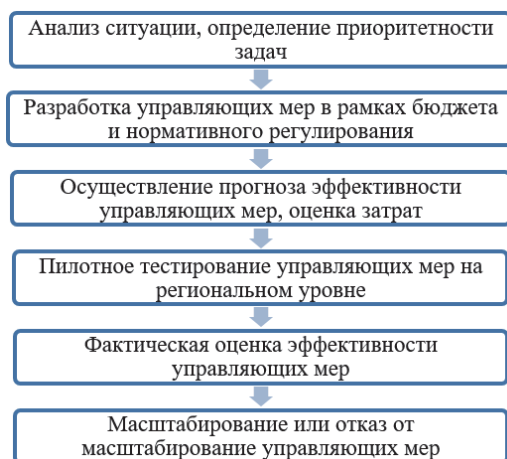 Анализ ситуации, определение приоритетности
задач
Разработка управляющих мер в рамках бюджета
и нормативного регулирования
Осуществление прогноза эффективности
управляющих мер, оценка затрат
Пилотное тестирование управляющих мер на
региональном уровне
Фактическая оценка эффективности
управляющих мер
Масштабирование или отказ от
масштабирование управляющих мер